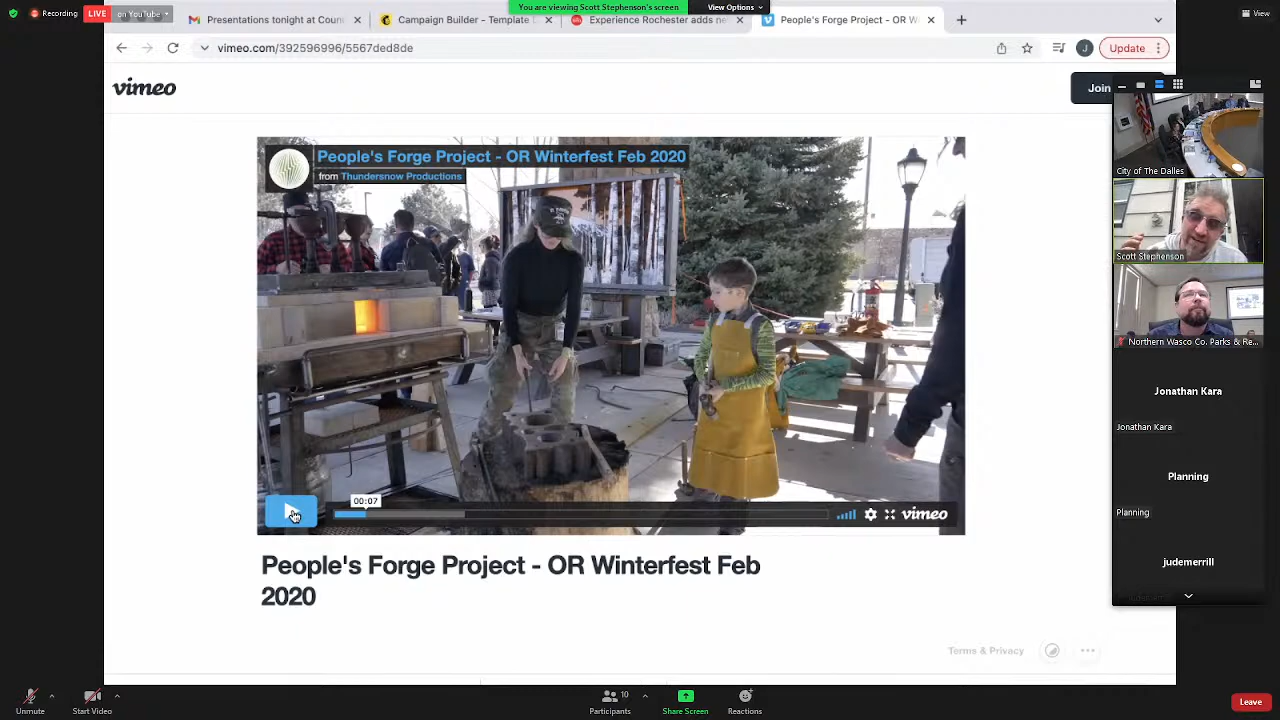 Recording
LIVE on YouTube
You are viewing Scott Stephenson's screen
View Options
View
Presentations tonight at Coun
Campaign Builder - Template
Experience Rochester adds ne
People's Forge Project - OR W
vimeo.com/392596996/5567ded8de
J
Update
vimeo
Join
People's Forge Project - OR Winterfest Feb 2020
from Thundersnow Productions
00:07
vimeo
People's Forge Project - OR Winterfest Feb
2020
Terms & Privacy
City Of The Dalles
Scott Stephenson
Northern Wasco Co. Parks & Re...
Jonathan Kara
Jonathan Kara
Planning
Planning
judemerrill
Unmute
Start Video
10
Participants
Share Screen
Reactions
Leave